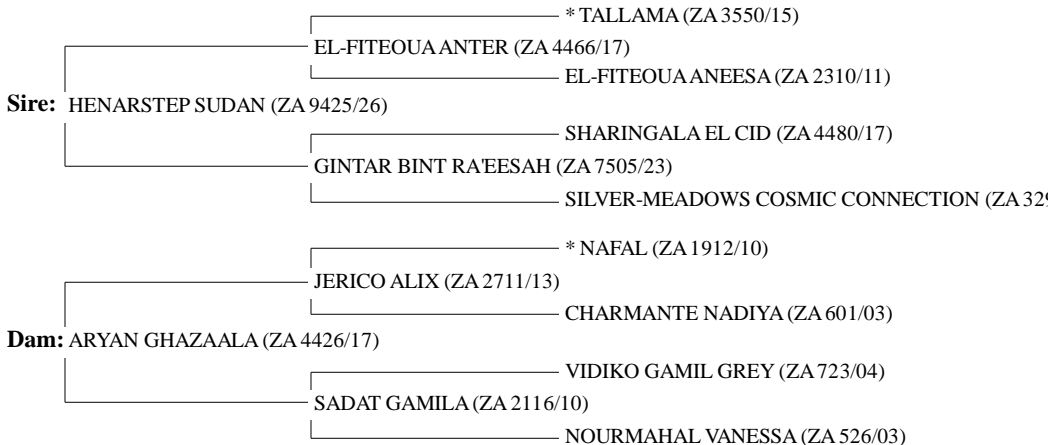 * TALLAMA (ZA 3550/15)
EL-FITEOUA ANTER (ZA 4466/17)
EL-FITEOUA ANEESA (ZA 2310/11)
Sire: HENARSTEP SUDAN (ZA 9425/26)
SHARINGALA EL CID (ZA 4480/17)
GINTAR BINT RA'EESAH (ZA 7505/23)
SILVER-MEADOWS COSMIC CONNECTION (ZA
* NAFAL (ZA 1912/10)
JERICO ALIX (ZA 2711/13)
CHARMANTE NADIYA (ZA 601/03)
Dam: ARYAN GHAZAALA (ZA 4426/17)
VIDIKO GAMIL GREY (ZA 723/04)
SADAT GAMILA (ZA 2116/10)
NOURMAHAL VANESSA (ZA 526/03)